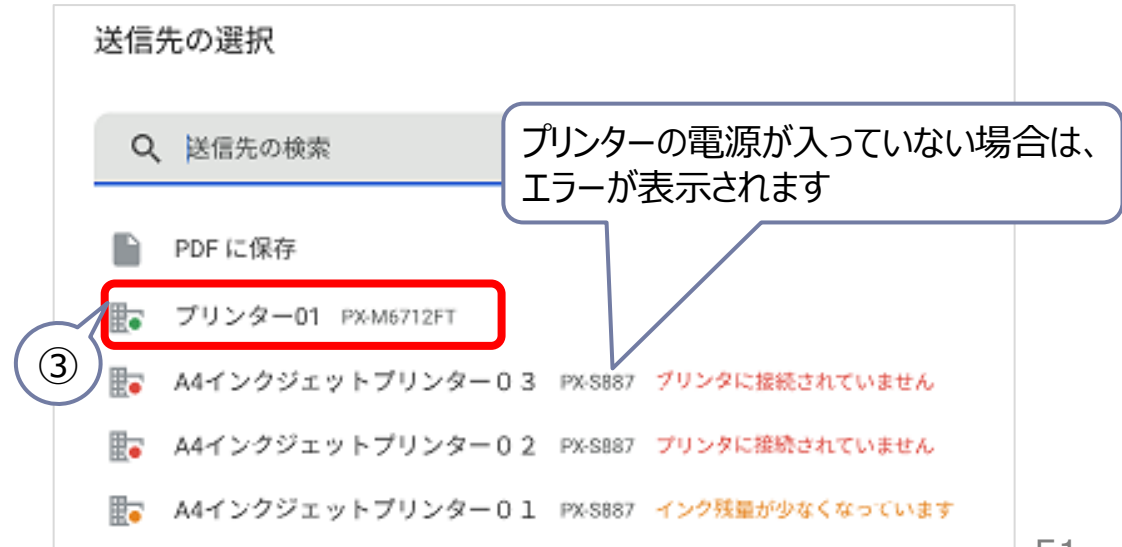 送信先の選択
送信先の検索
プリンターの電源が入っていない場合は、
エラーが表示されます
PDF に保存
プリンター01 PX-M6712FT
③
A4インクジェットプリンター０３ PX-S887 プリンタに接続されていません
A4インクジェットプリンター０２ PX-S887 プリンタに接続されていません
A4インクジェットプリンター０１ PX-S887 インク残量が少なくなっています